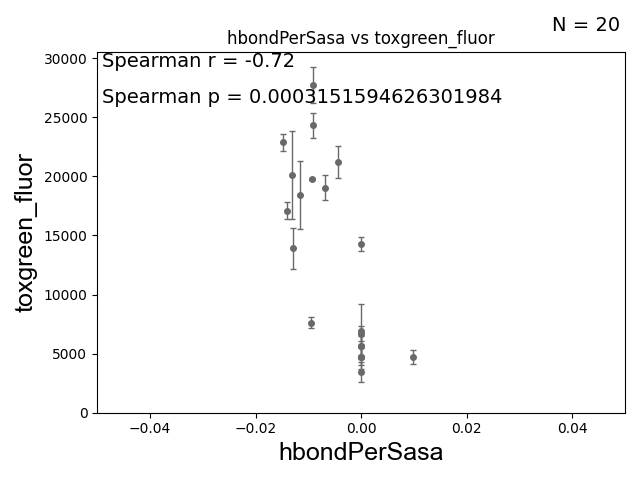 N = 20
hbondPerSasa vs toxgreen_fluor
Spearman r = -0.72
Spearman p = 0.0003151594626301984
30000
25000
20000
15000
10000
5000
0
toxgreen_fluor
−0.04
−0.02
0.00
0.02
0.04
hbondPerSasa